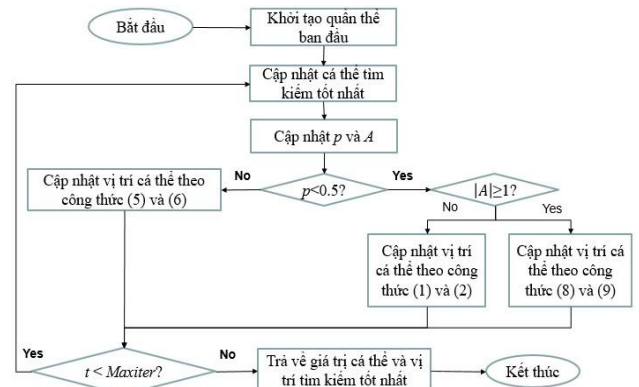 Bắt đầu
Khởi tạo quần thể
ban đầu
Cập nhật cá thể tìm
kiếm tốt nhất
Cập nhật p và A
No
Yes
Cập nhật vị trí cá thể theo
công thức (5) và (6)
p<0.5?
|A|≥1?
No
Yes
Cập nhật vị trí
cá thể theo công
thức (1) và (2)
Cập nhật vị trí cá
thể theo công
thức (8) và (9)
Yes
t < Maxiter?
No
Trả về giá trị cá thể và vị
trí tìm kiếm tốt nhất
Kết thúc